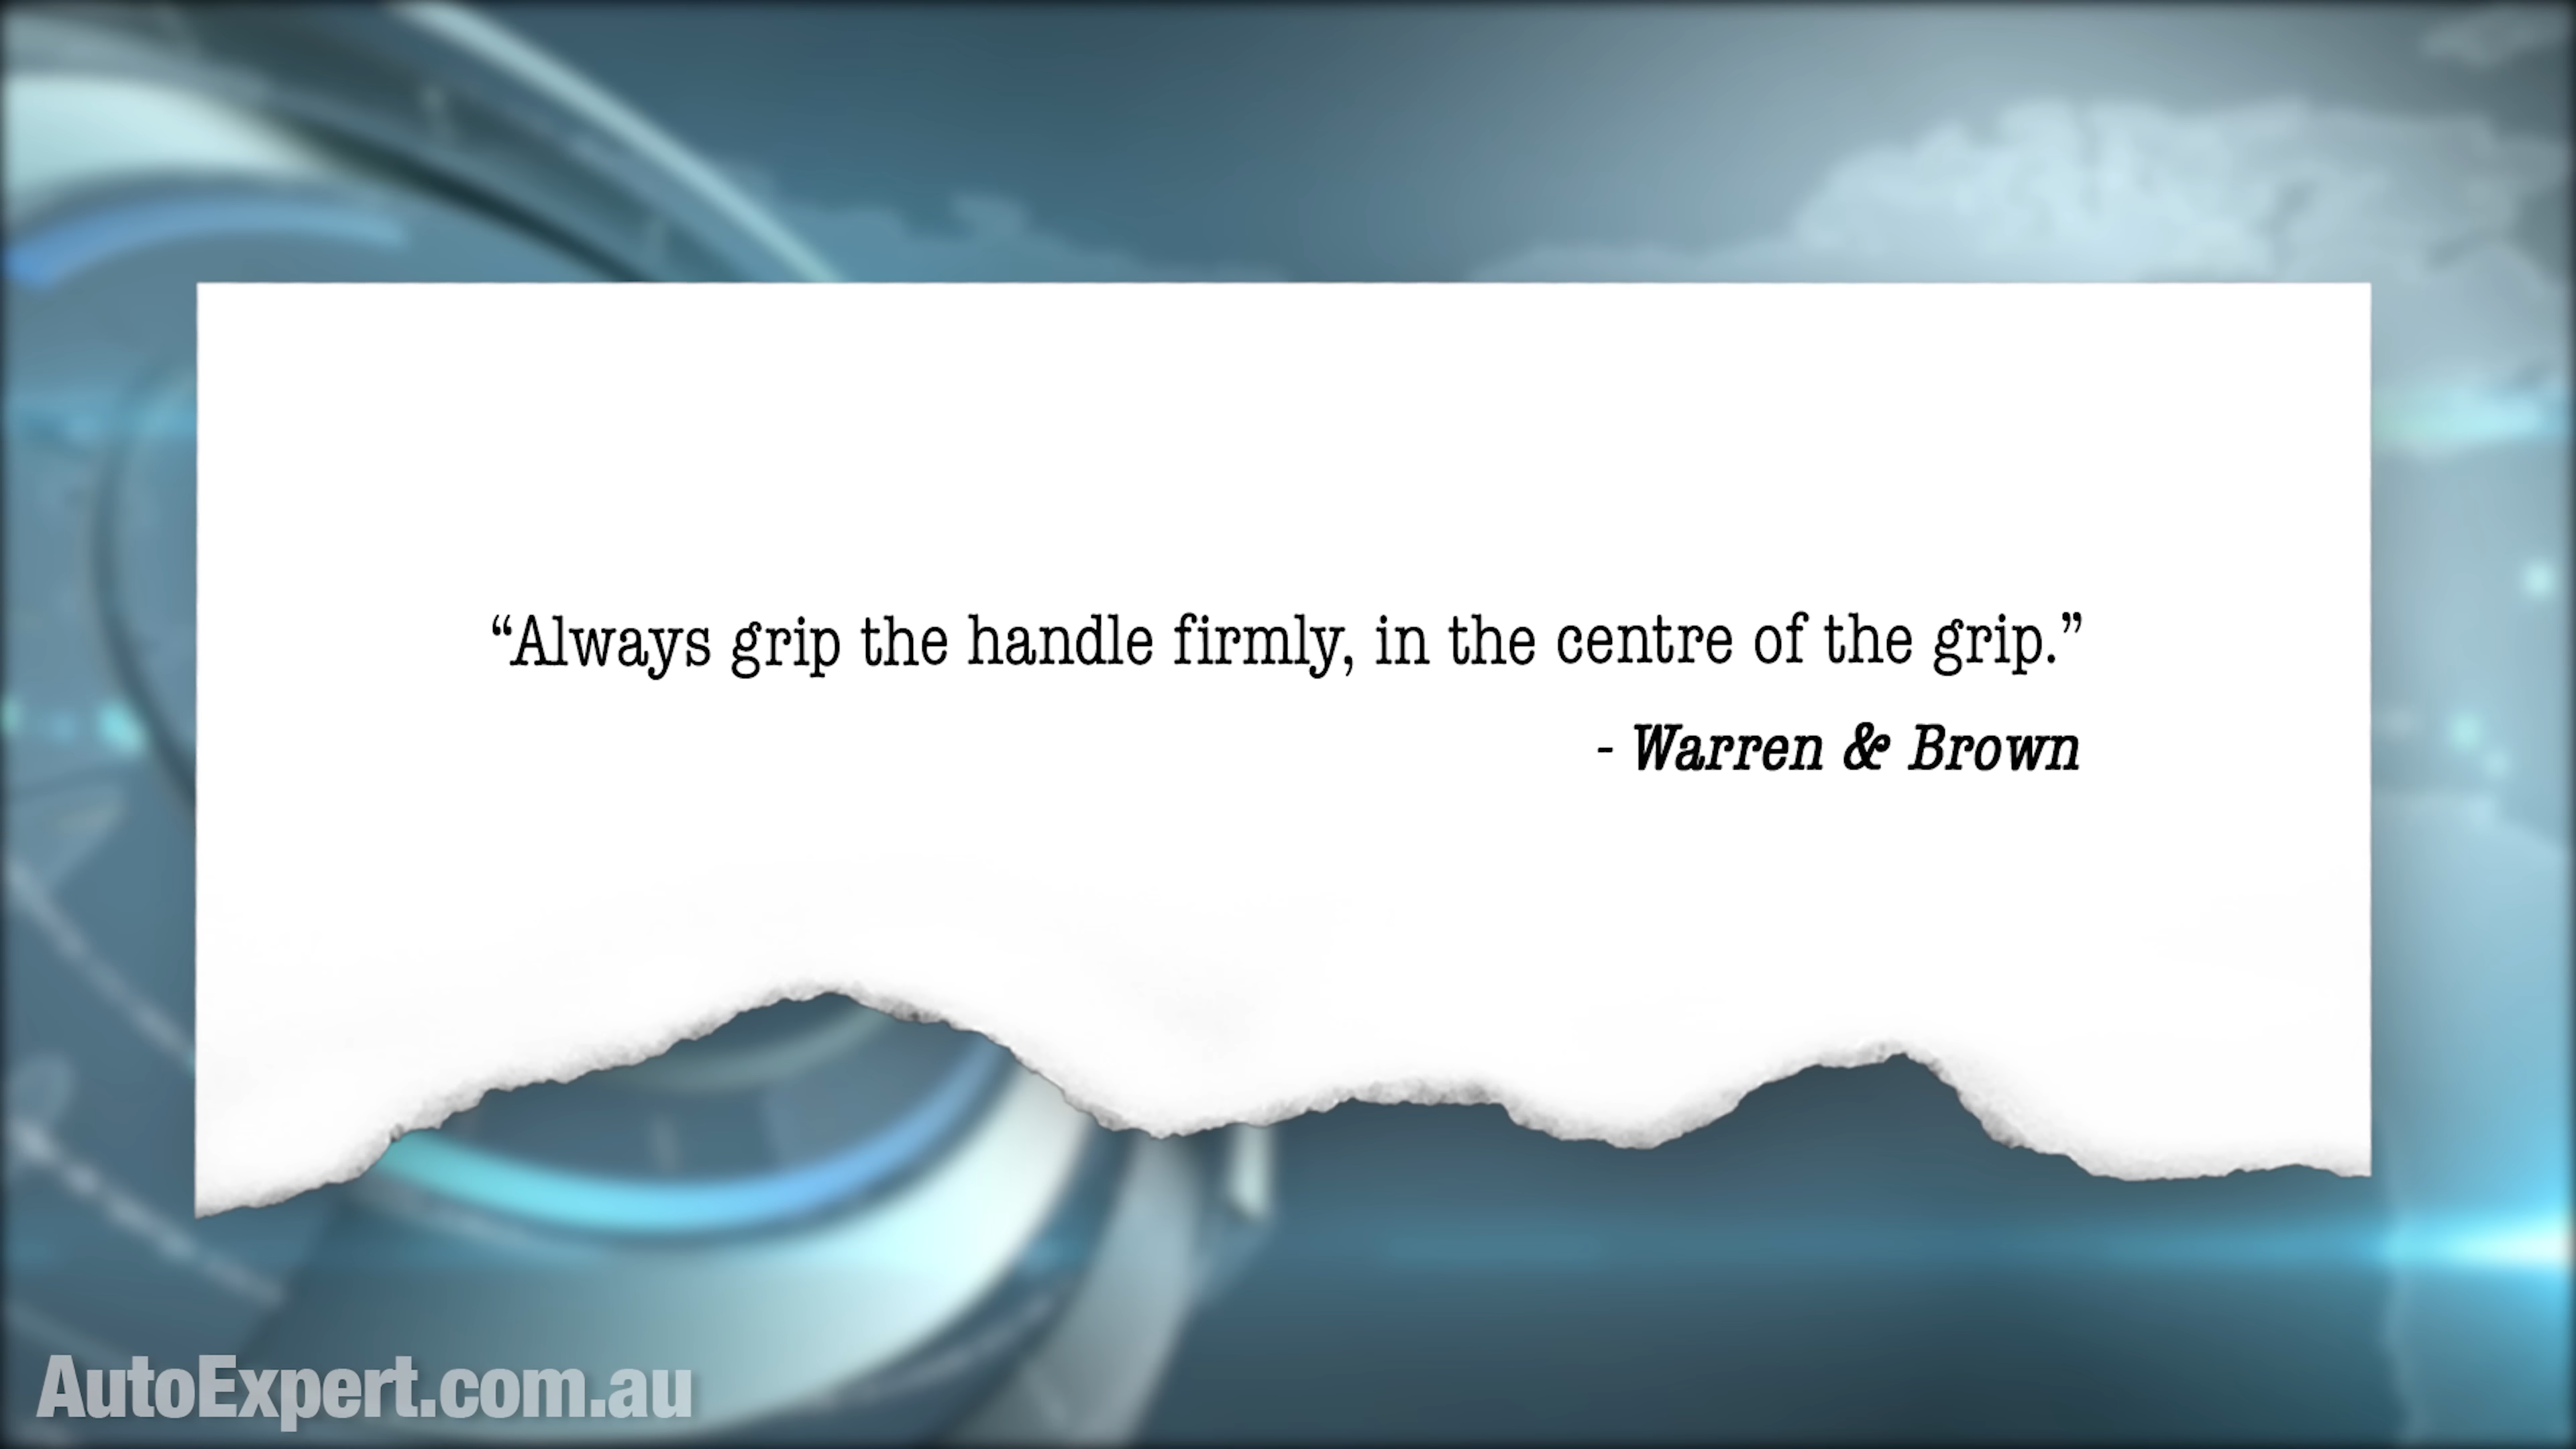 “Always grip the handle firmly, in the centre of the grip.”
- Warren & Brown
AutoExpert.com.au